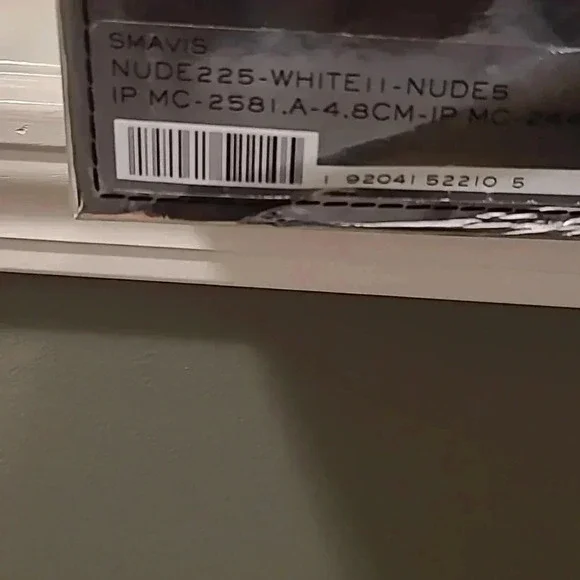 SMAVIS
NUDE225-WHITE11-NUDE5
IP MC-2581.A-4.8CM-IP MC
1 92041 52210 5